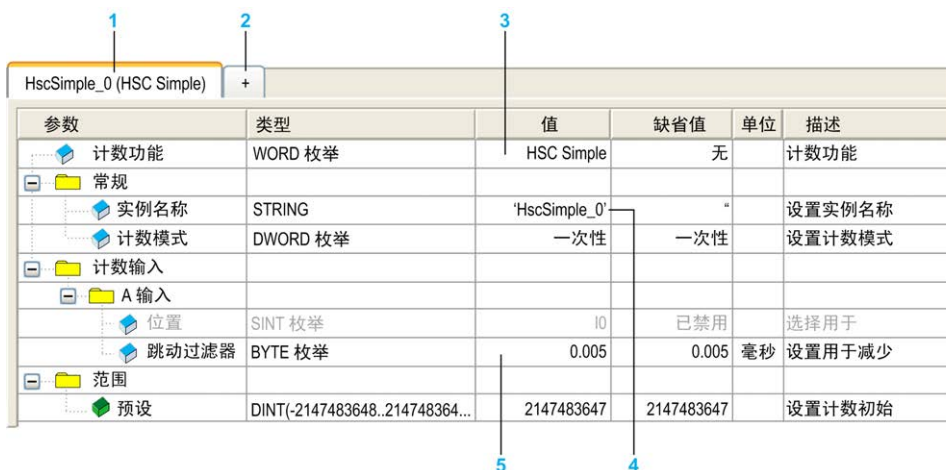 1 2 3
HscSimple_0 (HSC Simple) +
参数 类型 值 缺省值 单位 描述
计数功能 WORD 枚举 HSC Simple 无 计数功能
常规
实例名称 STRING 'HscSimple_0' “ 设置实例名称
计数模式 DWORD 枚举 一次性 一次性 设置计数模式
计数输入
A 输入
位置 SINT 枚举 I0 已禁用 选择用于
跳动过滤器 BYTE 枚举 0.005 0.005 毫秒 设置用于减少
范围
预设 DINT(-2147483648..214748364... 2147483647 2147483647 设置计数初始
5 4